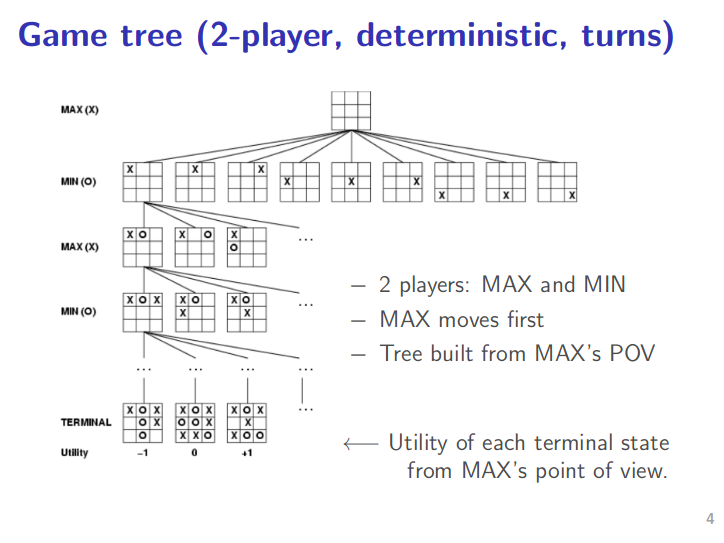 Game tree (2-player, deterministic, turns)
MAX (X)
MIN (O)
X X X X X X X X X
MAX (X)
X O X O X
O
...
MIN (O)
X O X X O X O
X X
...
... ... ... ...
TERMINAL
X O X X O X X O X
O X O O X X
O X X O X O O
...
Utility
−1 0 +1
– 2 players: MAX and MIN
– MAX moves first
– Tree built from MAX's POV
⟵ Utility of each terminal state
from MAX's point of view.
4